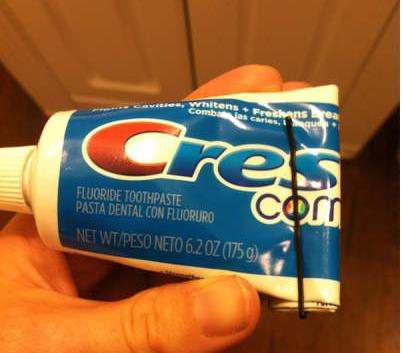 Cavities, Whitens + Freshens
Combate las caries,
Cres
com
FLUORIDE TOOTHPASTE
PASTA DENTAL CON FLUORURO
NET WT/PESO NETO 6.2 OZ (175 g)